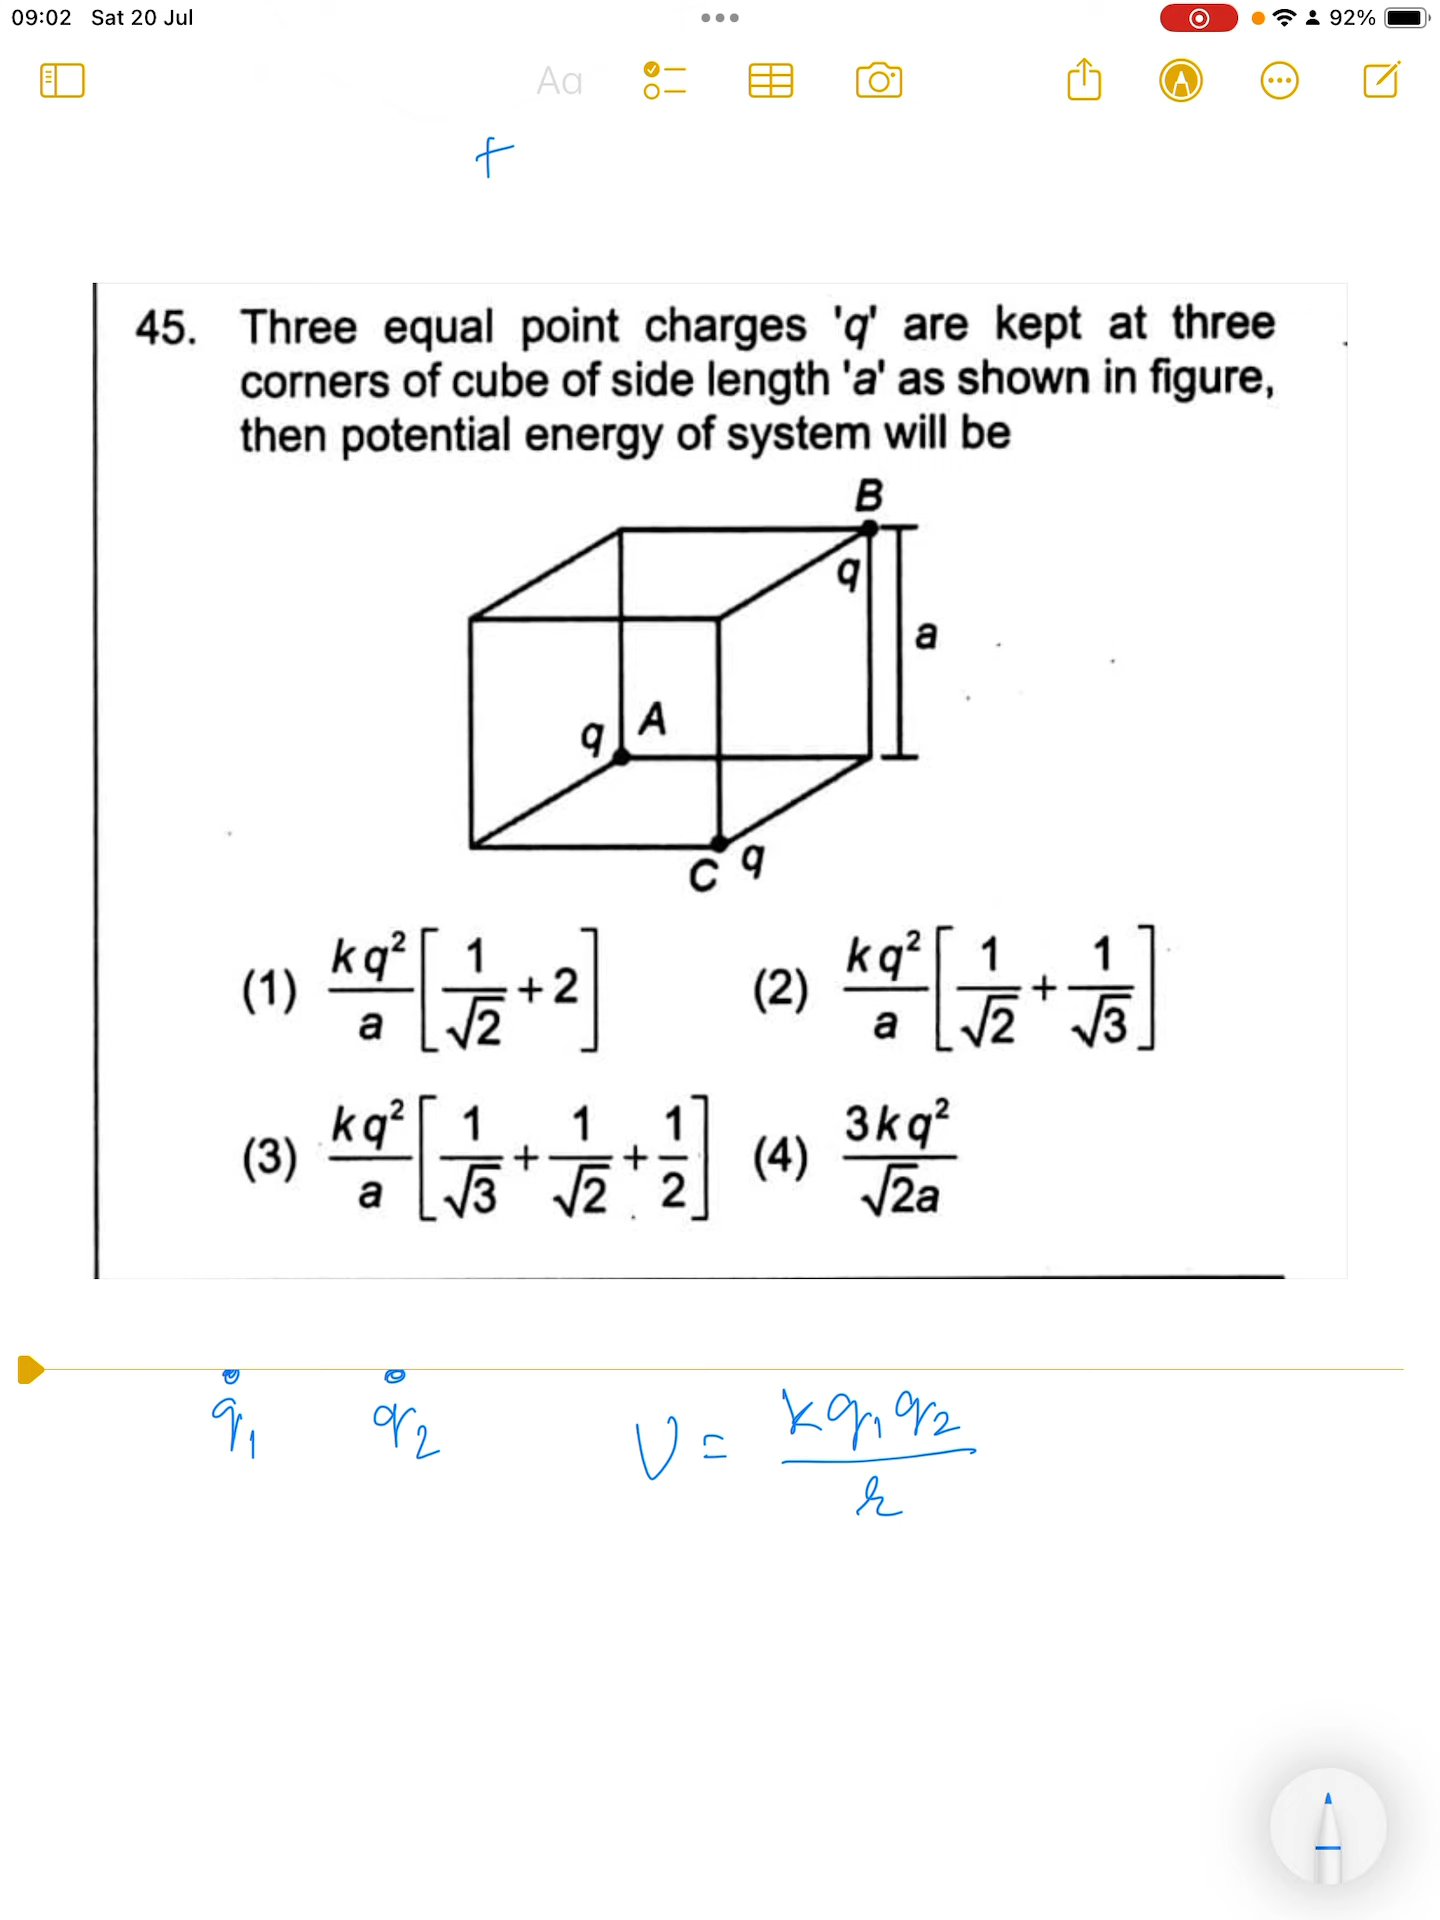 09:02 Sat 20 Jul
92%
Aa
+
45. Three equal point charges 'q' are kept at three
corners of cube of side length 'a' as shown in figure,
then potential energy of system will be
B
q
a
A
q
C q
(1) kq²/a [1/√2 + 2] (2) kq²/a [1/√2 + 1/√3]
(3) kq²/a [1/√3 + 1/√2 + 1/2] (4) 3kq²/√2a
q₁ q₂ U = kq₁q₂/r